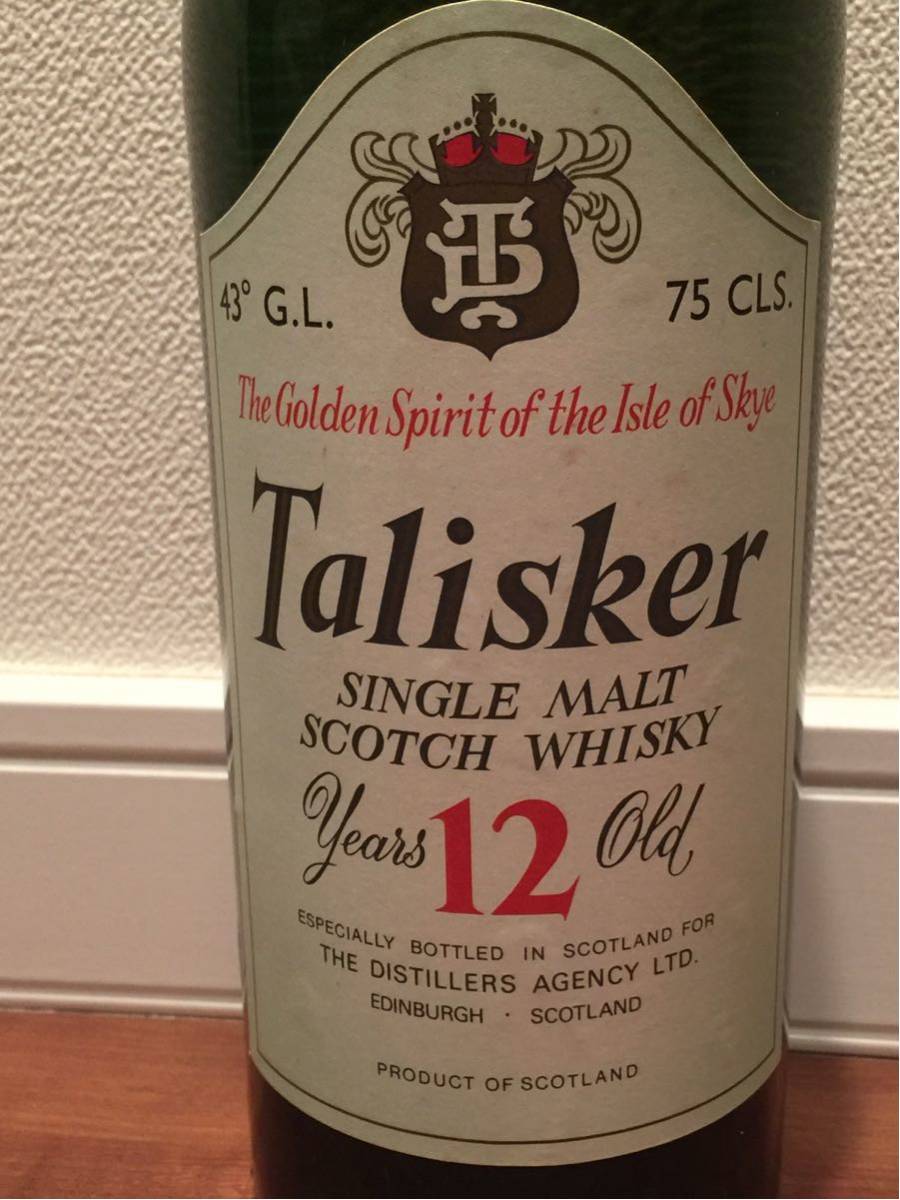 43° G.L.
75 CLS.
The Golden Spirit of the Isle of Skye
Talisker
SINGLE MALT
SCOTCH WHISKY
Years 12 Old
ESPECIALLY BOTTLED IN SCOTLAND FOR
THE DISTILLERS AGENCY LTD.
EDINBURGH · SCOTLAND
PRODUCT OF SCOTLAND